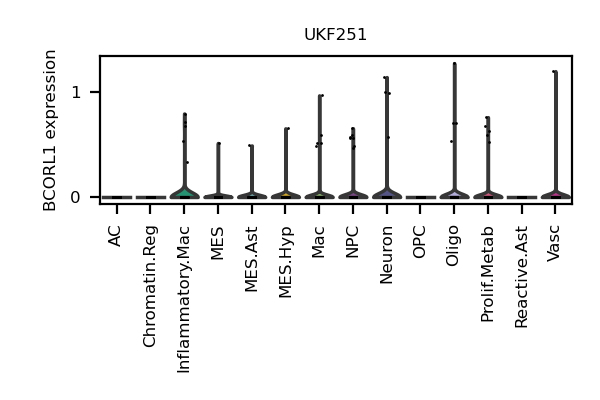 UKF251
BCORL1 expression
1
0
AC
Chromatin.Reg
Inflammatory.Mac
MES
MES.Ast
MES.Hyp
Mac
NPC
Neuron
OPC
Oligo
Prolif.Metab
Reactive.Ast
Vasc